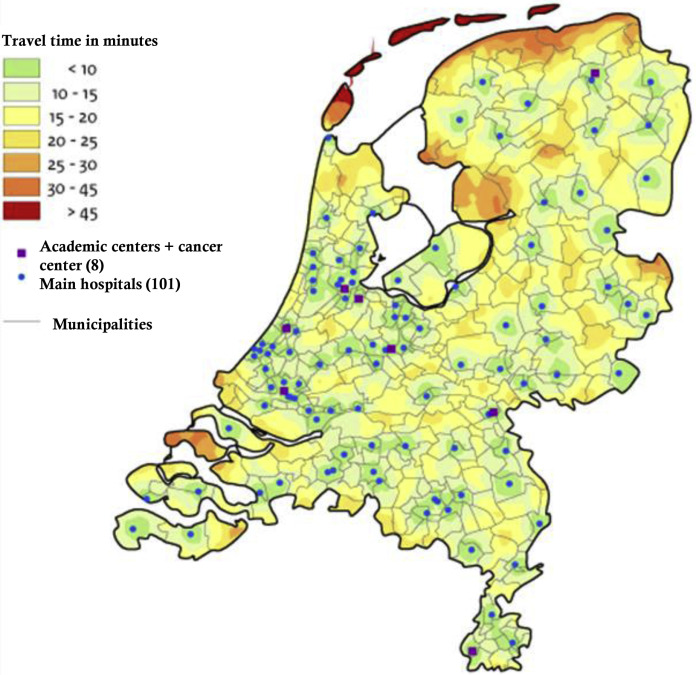 Travel time in minutes
< 10
10 - 15
15 - 20
20 - 25
25 - 30
30 - 45
> 45
Academic centers + cancer
center (8)
Main hospitals (101)
Municipalities